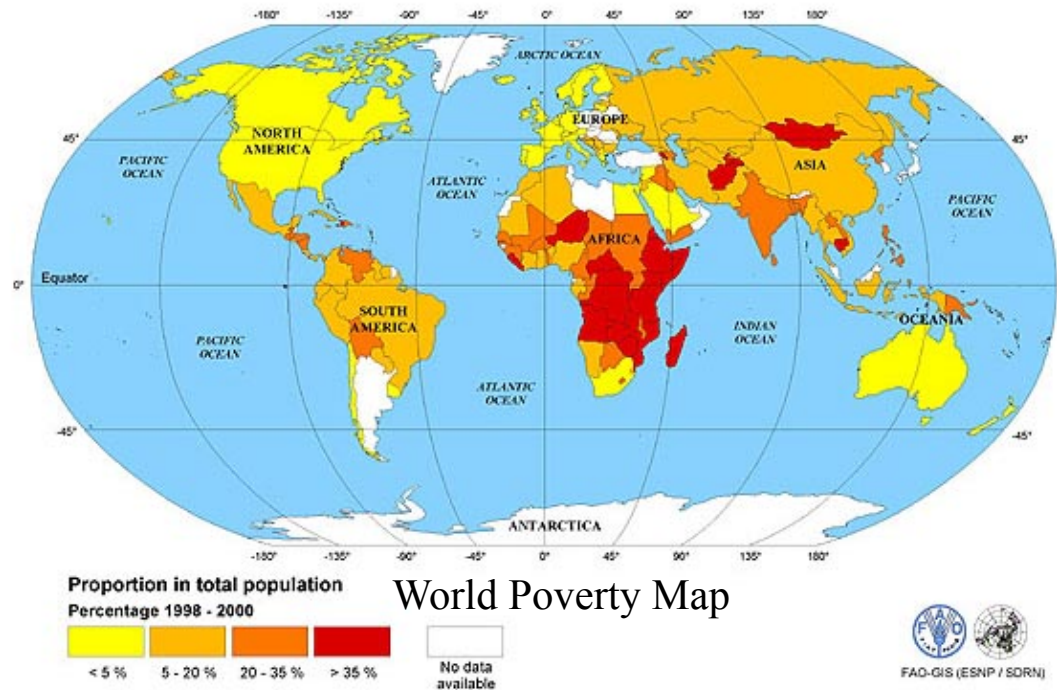 -180° -135° -90° -45° 0° 45° 90° 135° 180°
ARCTIC OCEAN
EUROPE
45° 45°
NORTH
AMERICA
ASIA
PACIFIC
OCEAN
ATLANTIC
OCEAN
PACIFIC
OCEAN
AFRICA
Equator
0° 0°
SOUTH
AMERICA
OCEANIA
INDIAN
OCEAN
PACIFIC
OCEAN
ATLANTIC
OCEAN
-45° -45°
ANTARCTICA
-180° -135° -90° -45° 0° 45° 90° 135° 180°
Proportion in total population
World Poverty Map
Percentage 1998 - 2000
< 5 % 5 - 20 % 20 - 35 % > 35 % No data
available
FAO
FAO-GIS (ESNP / SDRN)